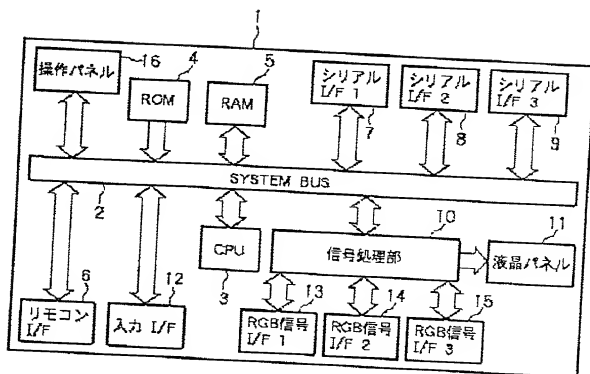 1
操作パネル
16
4
ROM
5
RAM
シリアル
I/F 1
7
シリアル
I/F 2
8
シリアル
I/F 3
9
SYSTEM BUS
2
CPU
3
10
信号処理部
11
液晶パネル
6
リモコン
I/F
12
入力 I/F
13
RGB信号
I/F 1
14
RGB信号
I/F 2
15
RGB信号
I/F 3